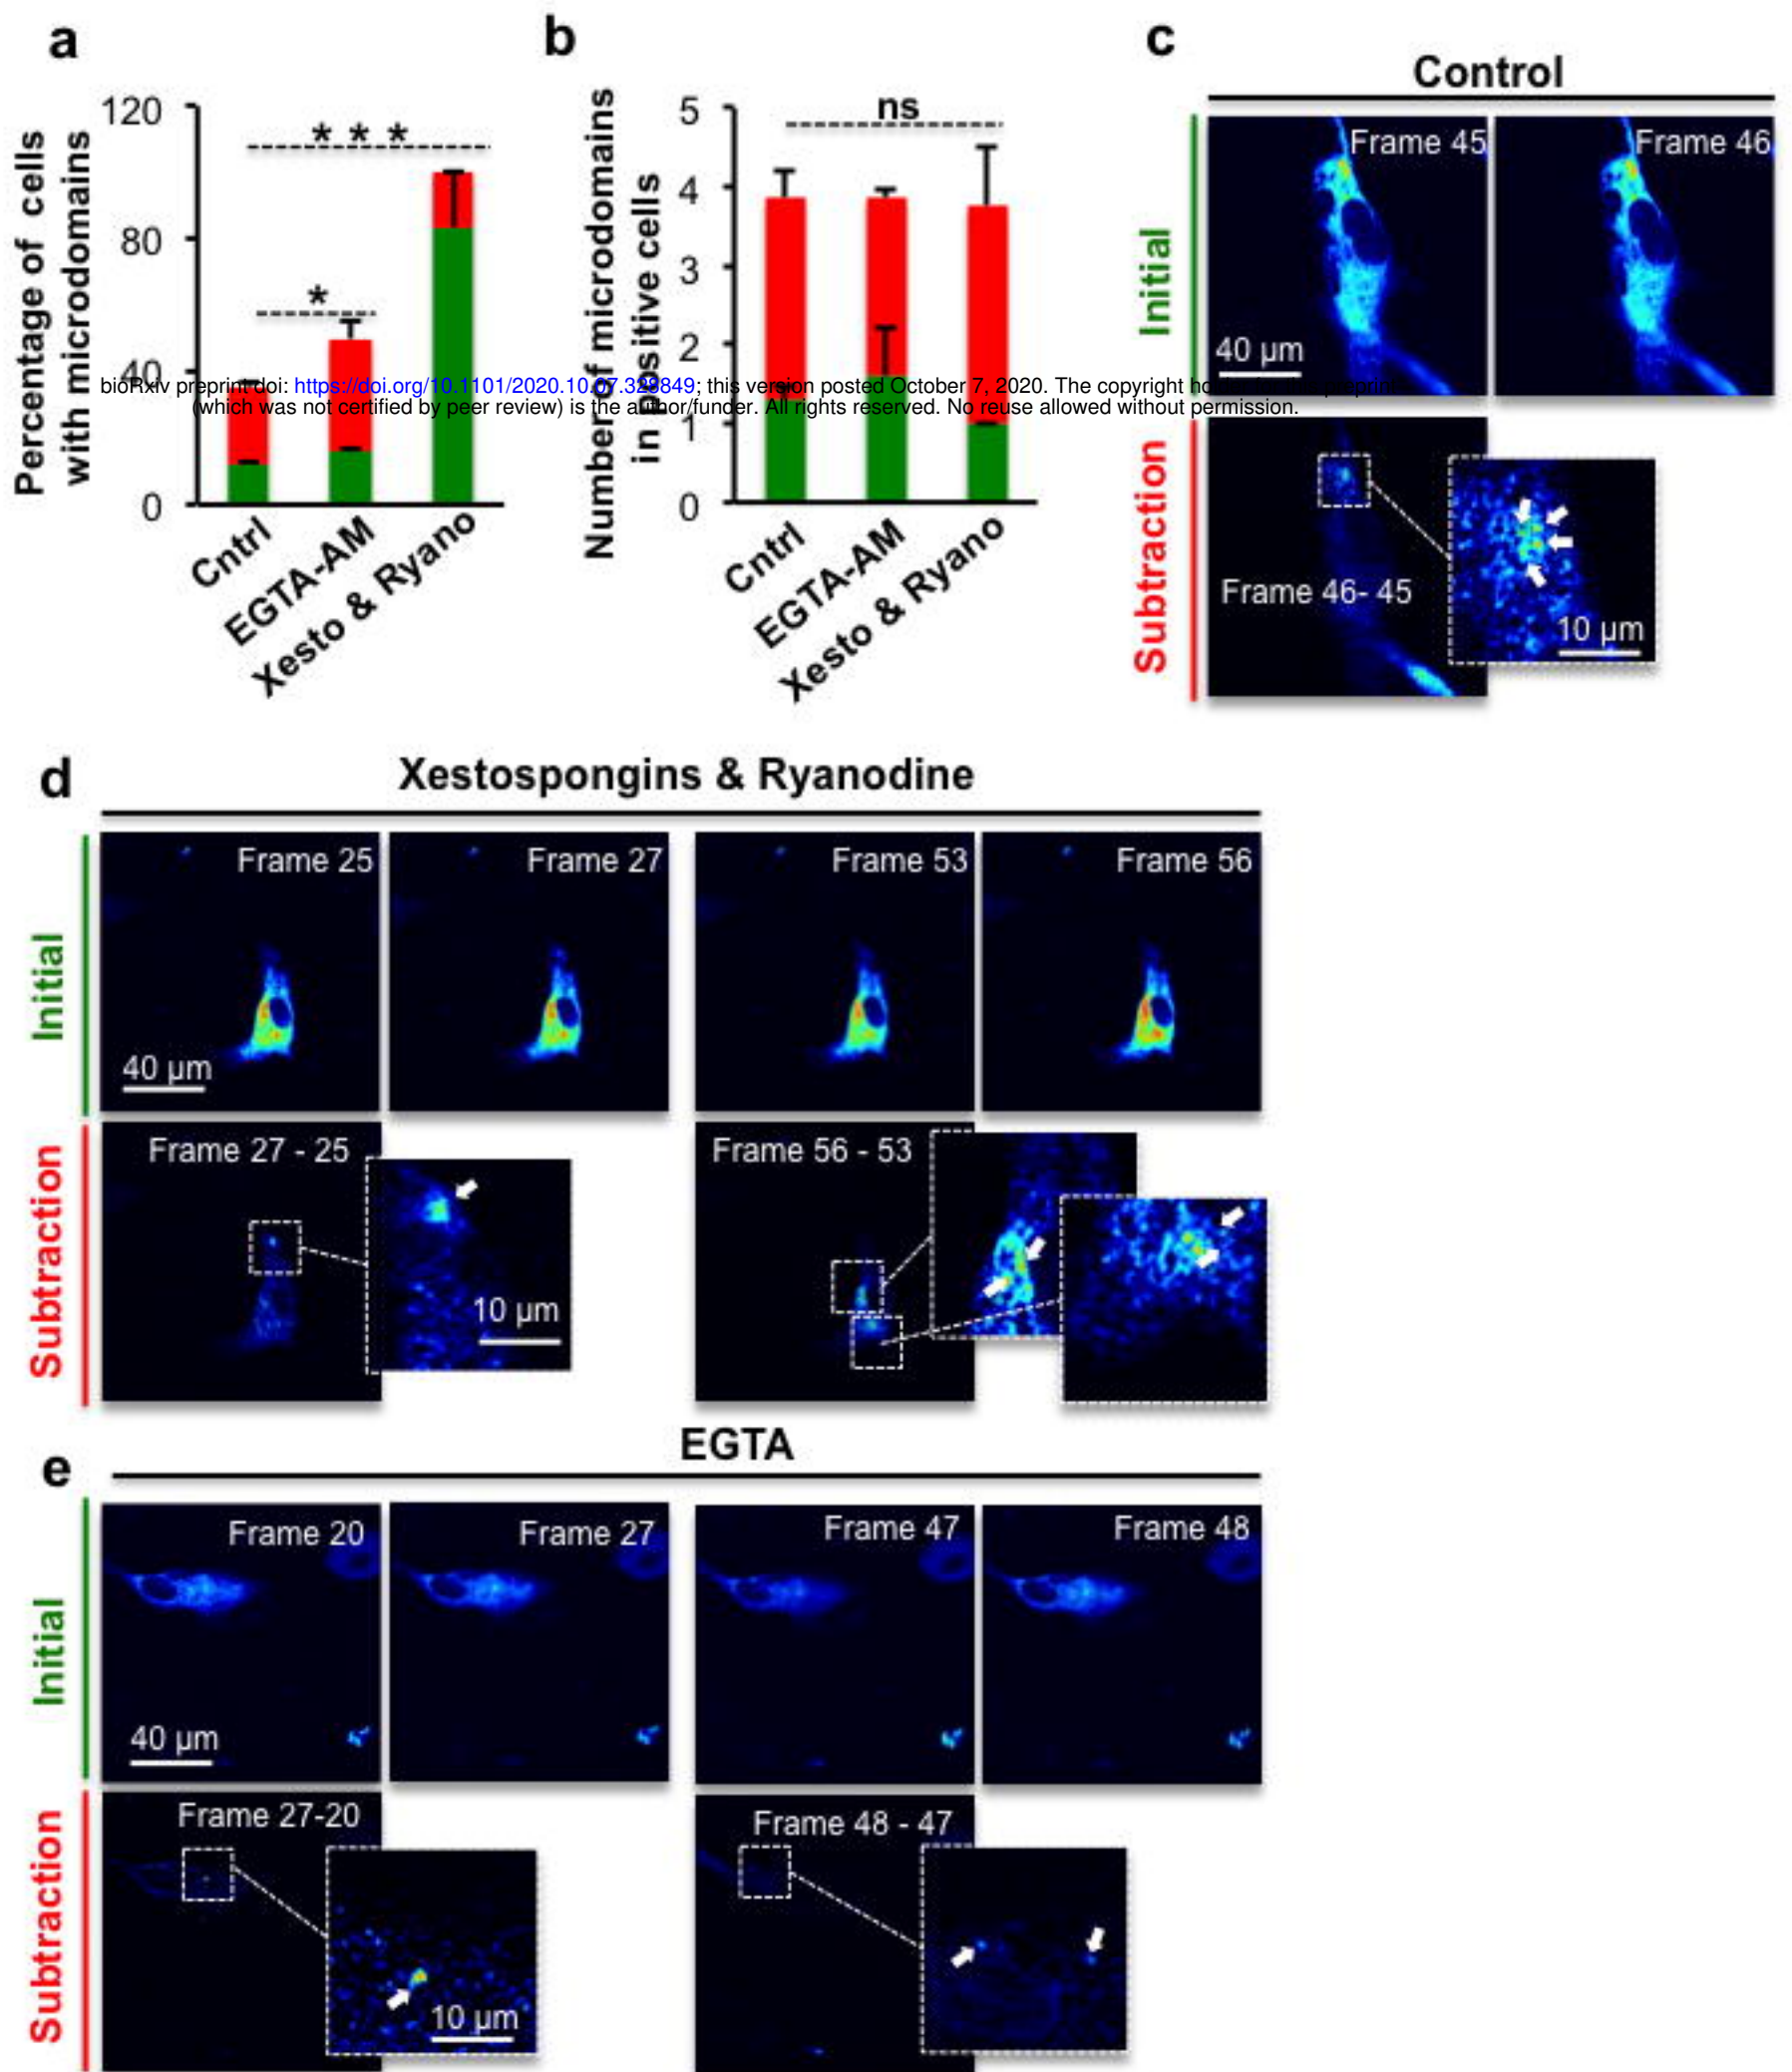 a
Percentage of cells
with microdomains
120
80
40
0
* * *
*
Cntrl
EGTA-AM
Xesto & Ryano
b
Number of microdomains
in positive cells
5
4
3
2
1
0
ns
Cntrl
EGTA-AM
Xesto & Ryano
bioRxiv preprint doi: https://doi.org/10.1101/2020.10.07.328849; this version posted October 7, 2020. The copyright
(which was not certified by peer review) is the author/funder. All rights reserved. No reuse allowed without permission.
c
Control
Initial
Frame 45
Frame 46
40 µm
Subtraction
Frame 46- 45
10 µm
d
Xestospongins & Ryanodine
Initial
Frame 25
Frame 27
Frame 53
Frame 56
40 µm
Subtraction
Frame 27 - 25
10 µm
Frame 56 - 53
e
EGTA
Initial
Frame 20
Frame 27
Frame 47
Frame 48
40 µm
Subtraction
Frame 27-20
10 µm
Frame 48 - 47